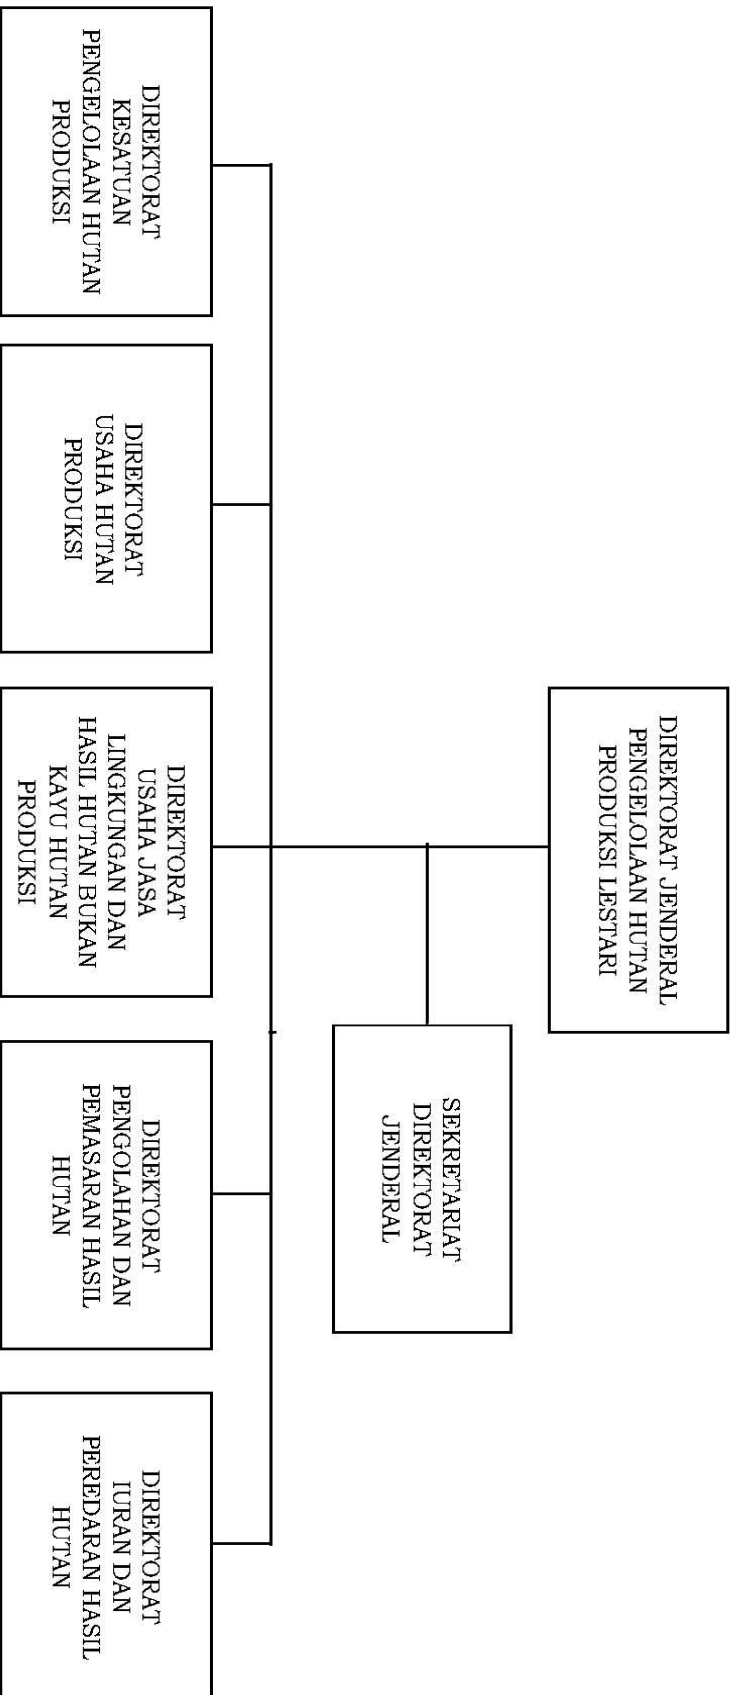 DIREKTORAT JENDERAL
PENGELOLAAN HUTAN
PRODUKSI LESTARI
SEKRETARIAT
DIREKTORAT
JENDERAL
DIREKTORAT
KESATUAN
PENGELOLAAN HUTAN
PRODUKSI
DIREKTORAT
USAHA HUTAN
PRODUKSI
DIREKTORAT
USAHA JASA
LINGKUNGAN DAN
HASIL HUTAN BUKAN
KAYU HUTAN
PRODUKSI
DIREKTORAT
PENGOLAHAN DAN
PEMASARAN HASIL
HUTAN
DIREKTORAT
IURAN DAN
PEREDARAN HASIL
HUTAN